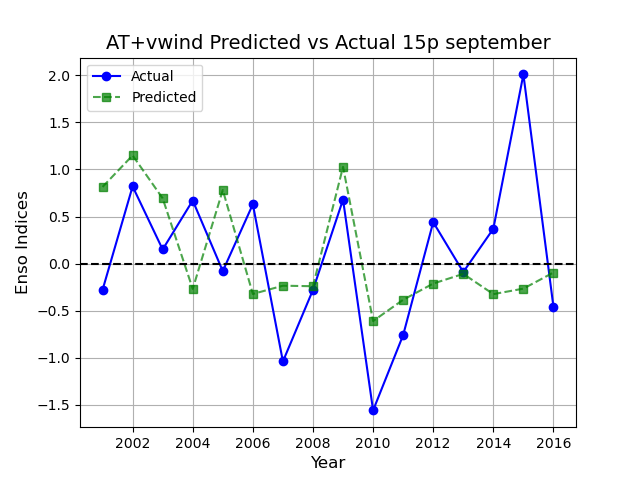 AT+vwind Predicted vs Actual 15p september
Actual
Predicted
Enso Indices
2.0
1.5
1.0
0.5
0.0
−0.5
−1.0
−1.5
2002 2004 2006 2008 2010 2012 2014 2016
Year